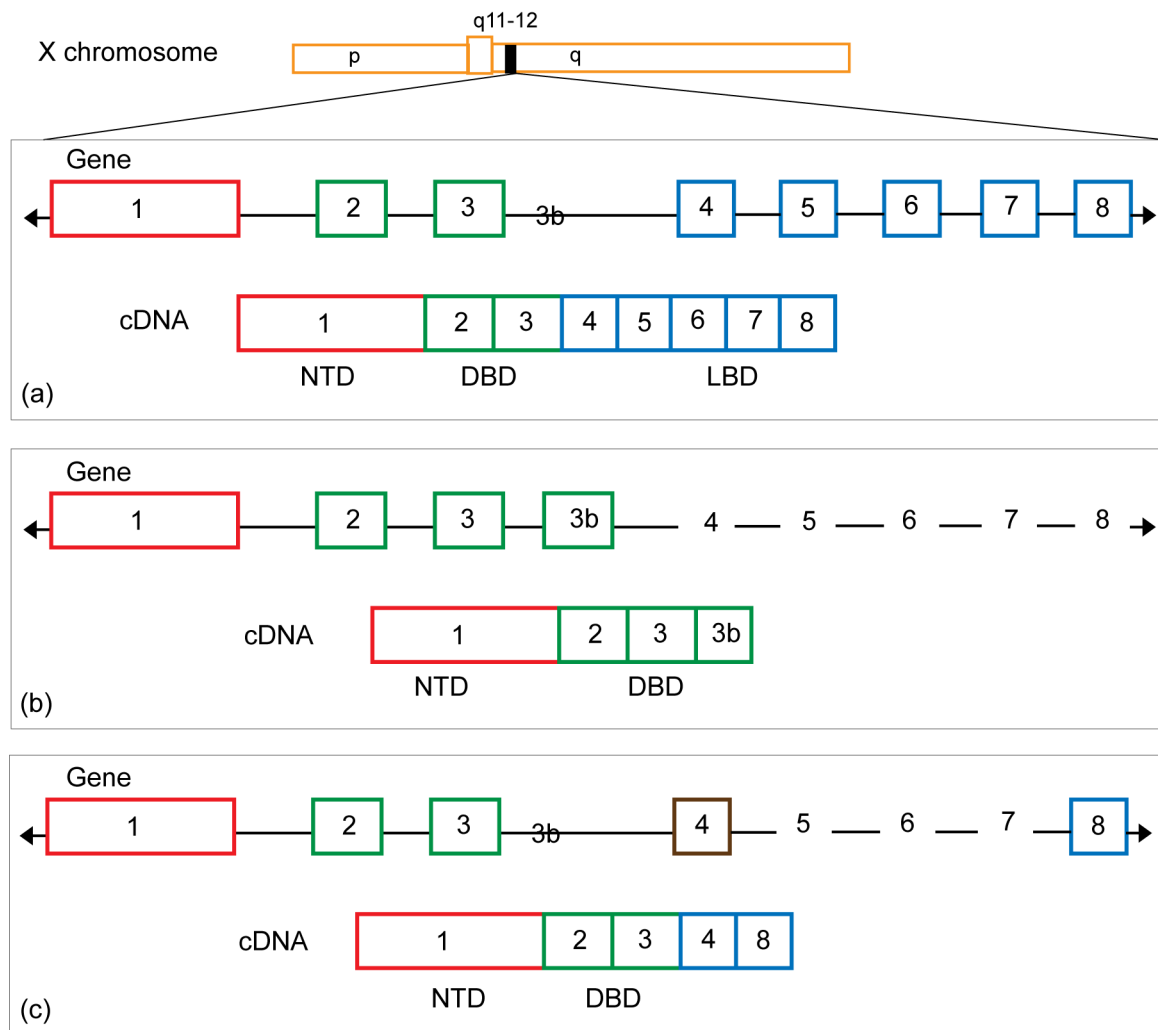 q11-12
X chromosome p q
Gene
1 2 3 3b 4 5 6 7 8
cDNA 1 2 3 4 5 6 7 8
NTD DBD LBD
(a)
Gene
1 2 3 3b 4 5 6 7 8
cDNA 1 2 3 3b
NTD DBD
(b)
Gene
1 2 3 3b 4 5 6 7 8
cDNA 1 2 3 4 8
NTD DBD
(c)